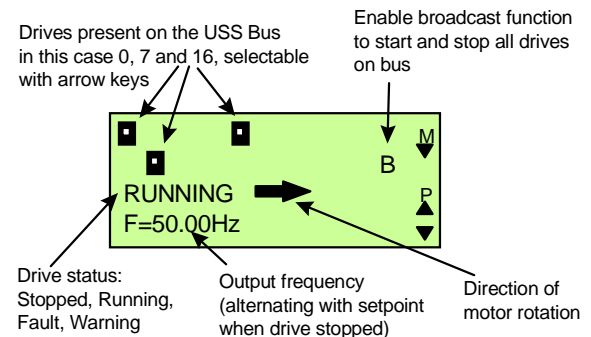 Drives present on the USS Bus
in this case 0, 7 and 16, selectable
with arrow keys
Enable broadcast function
to start and stop all drives
on bus
M
B
RUNNING
P
F=50.00Hz
Drive status:
Stopped, Running,
Fault, Warning
Output frequency
(alternating with setpoint
when drive stopped)
Direction of
motor rotation